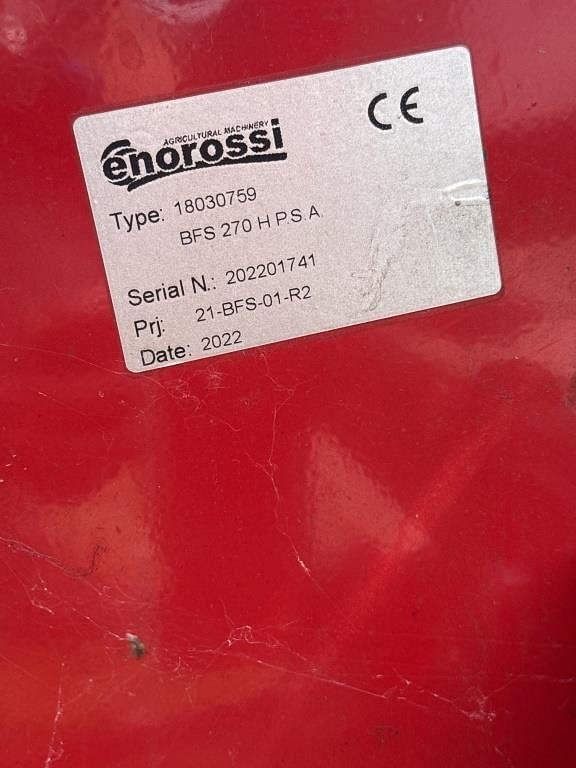 AGRICULTURAL MACHINERY
enorossi
CE
Type: 18030759
BFS 270 H P.S.A.
Serial N.: 202201741
Prj: 21-BFS-01-R2
Date: 2022